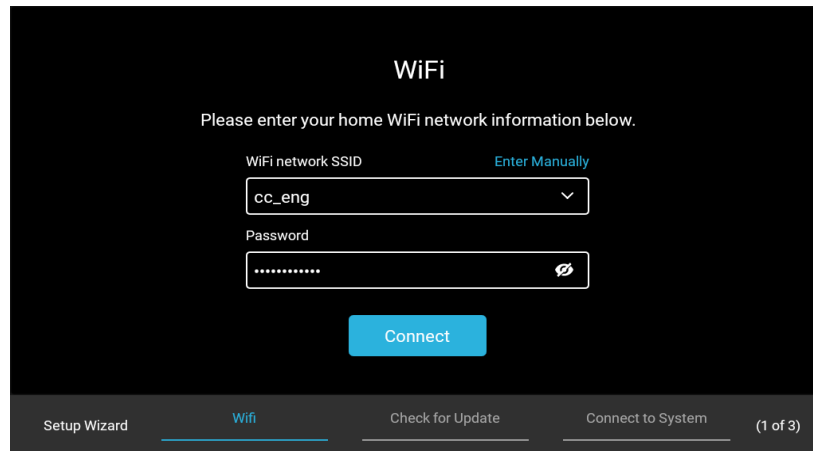 WiFi
Please enter your home WiFi network information below.
WiFi network SSID Enter Manually
cc_eng
Password
••••••••••••
Connect
Setup Wizard Wifi Check for Update Connect to System (1 of 3)